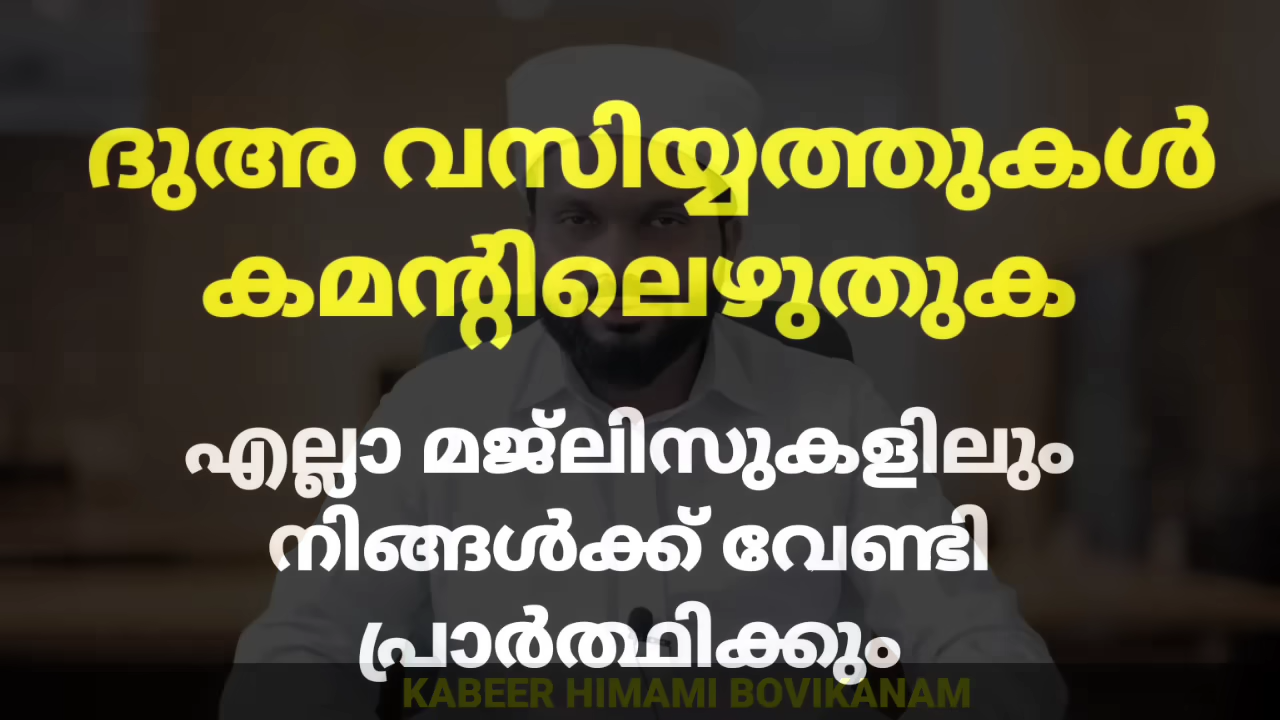 ദുഅ വസിയ്യത്തുകൾ
കമന്റിലെഴുതുക
എല്ലാ മജ്ലിസുകളിലും
നിങ്ങൾക്ക് വേണ്ടി
പ്രാർത്ഥിക്കും
KABEER HIMAMI BOVIKANAM